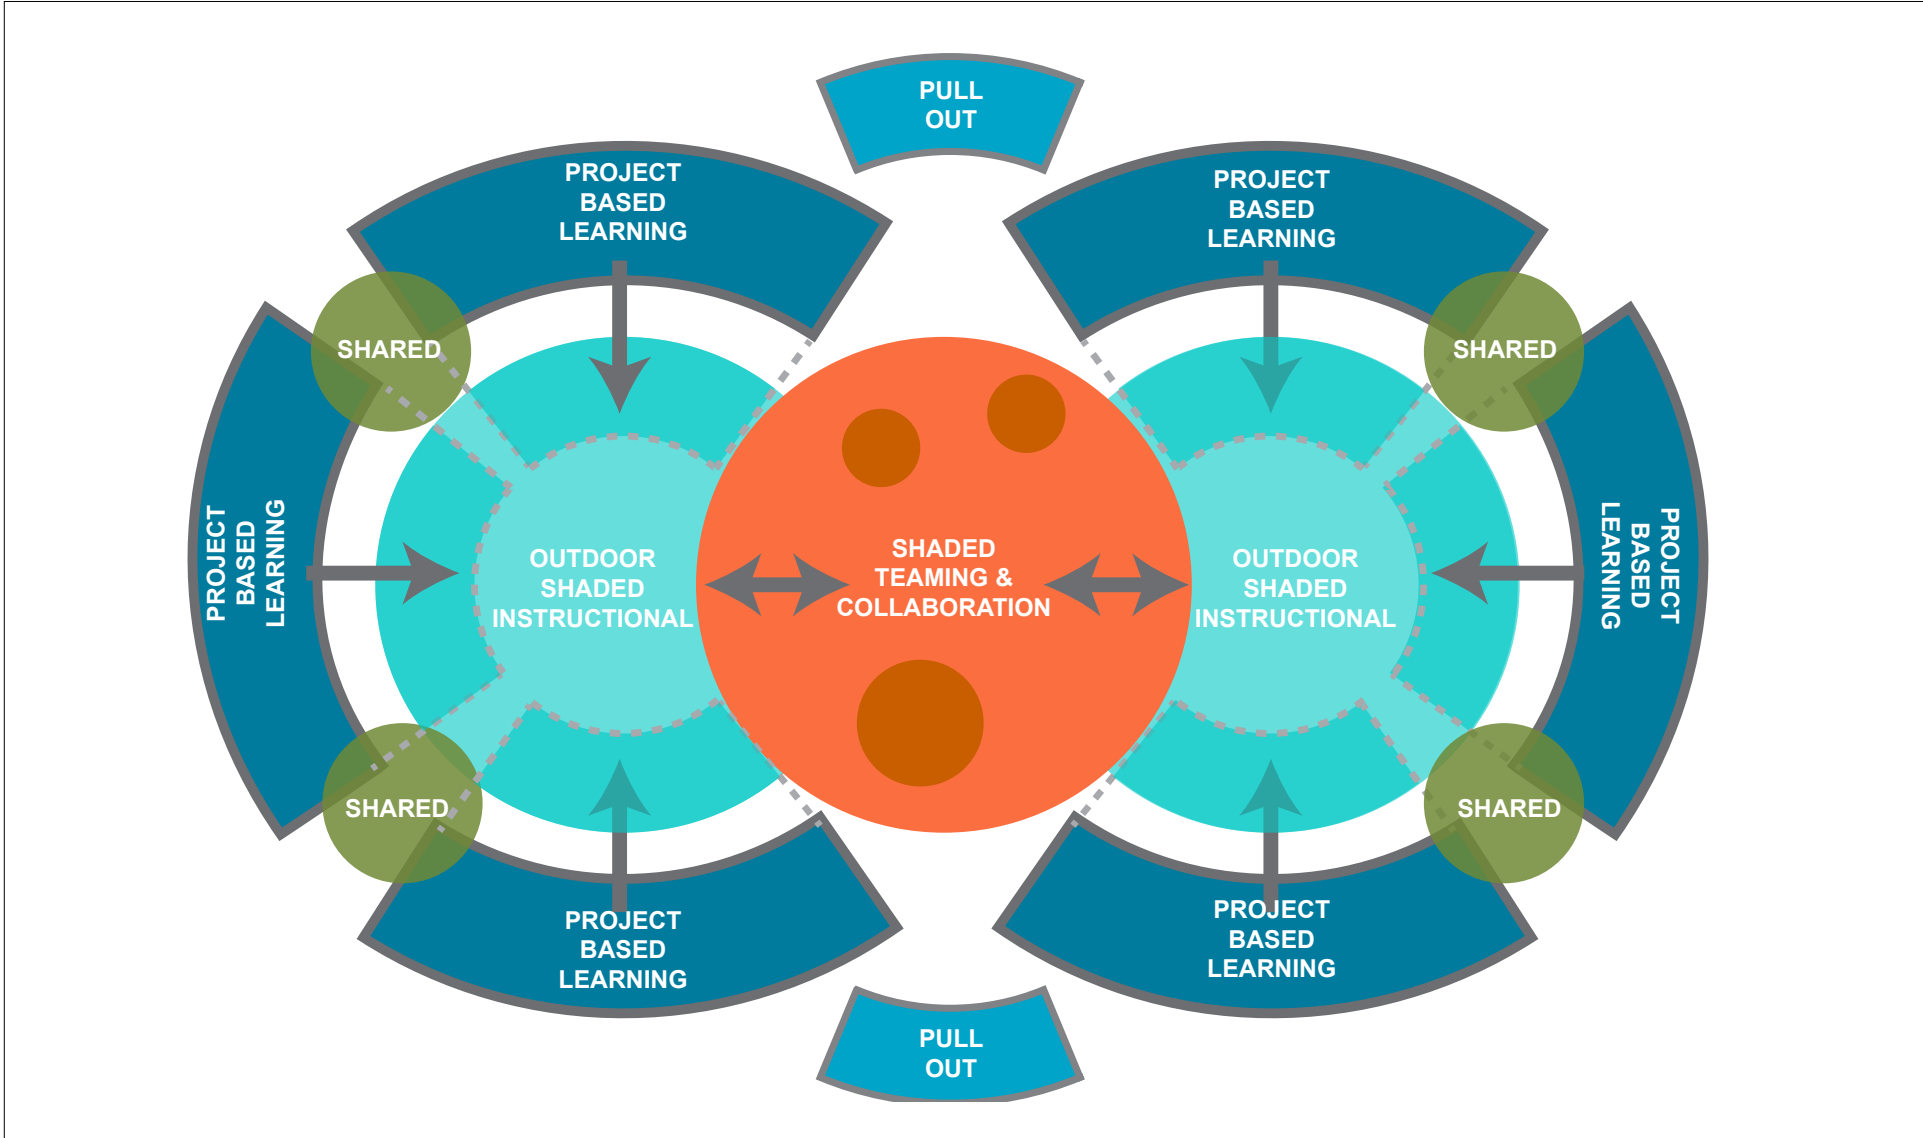 PULL
OUT
PROJECT
BASED
LEARNING
PROJECT
BASED
LEARNING
SHARED
SHARED
PROJECT
BASED
LEARNING
OUTDOOR
SHADED
INSTRUCTIONAL
SHADED
TEAMING &
COLLABORATION
OUTDOOR
SHADED
INSTRUCTIONAL
PROJECT
BASED
LEARNING
SHARED
SHARED
PROJECT
BASED
LEARNING
PROJECT
BASED
LEARNING
PULL
OUT